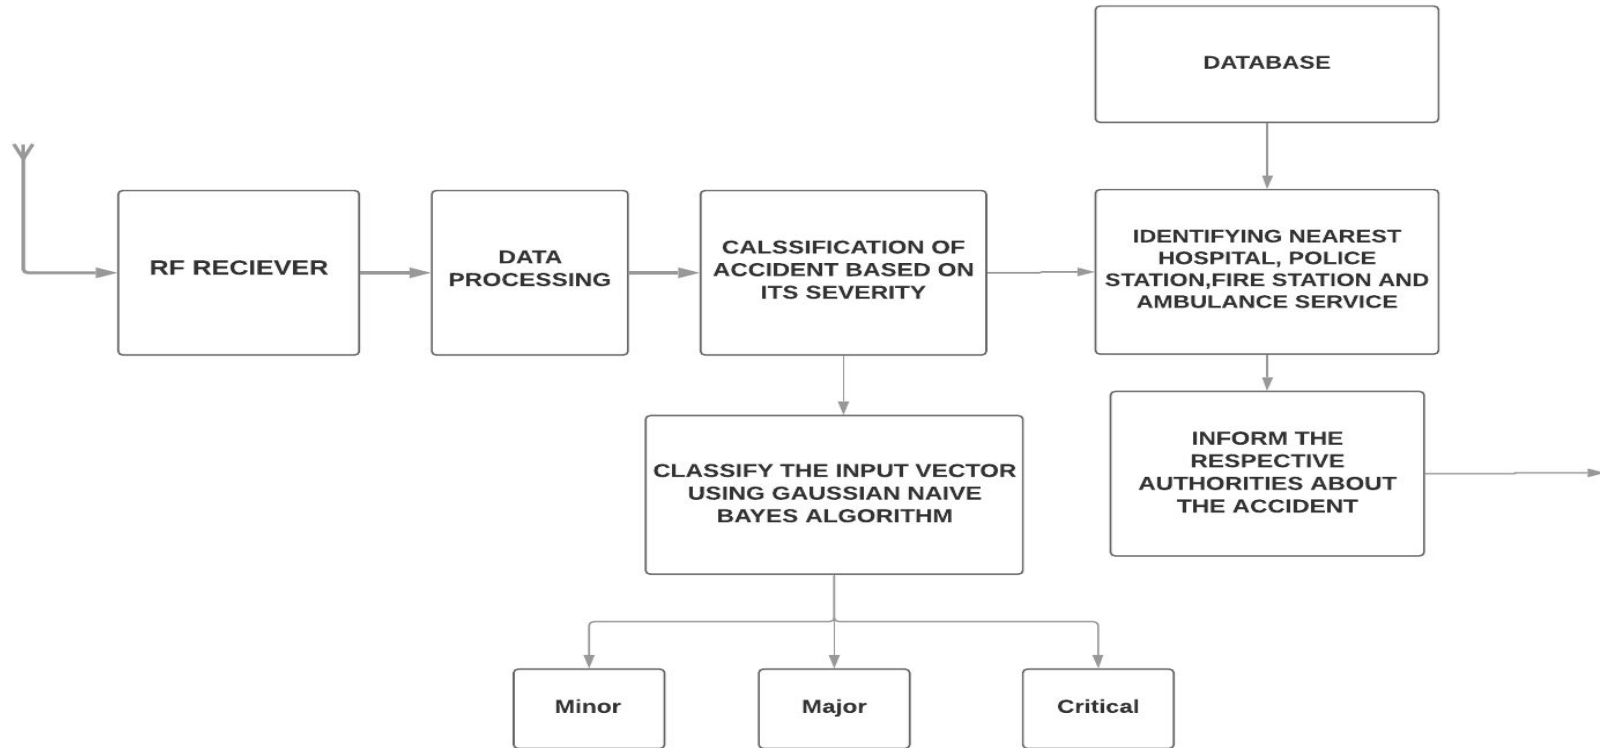 DATABASE
RF RECIEVER
DATA
PROCESSING
CALSSIFICATION OF
ACCIDENT BASED ON
ITS SEVERITY
IDENTIFYING NEAREST
HOSPITAL, POLICE
STATION,FIRE STATION AND
AMBULANCE SERVICE
CLASSIFY THE INPUT VECTOR
USING GAUSSIAN NAIVE
BAYES ALGORITHM
INFORM THE
RESPECTIVE
AUTHORITIES ABOUT
THE ACCIDENT
Minor
Major
Critical